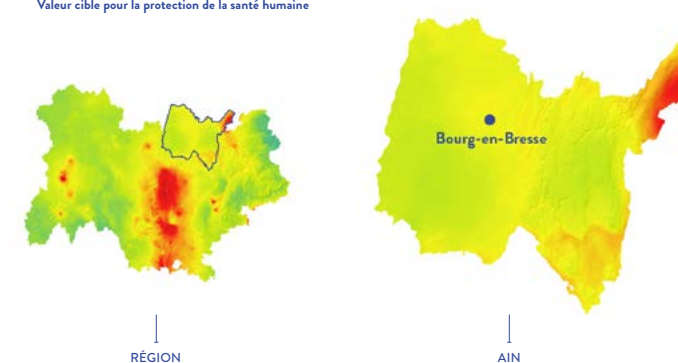 Valeur cible pour la protection de la santé humaine
Bourg-en-Bresse
RÉGION
AIN